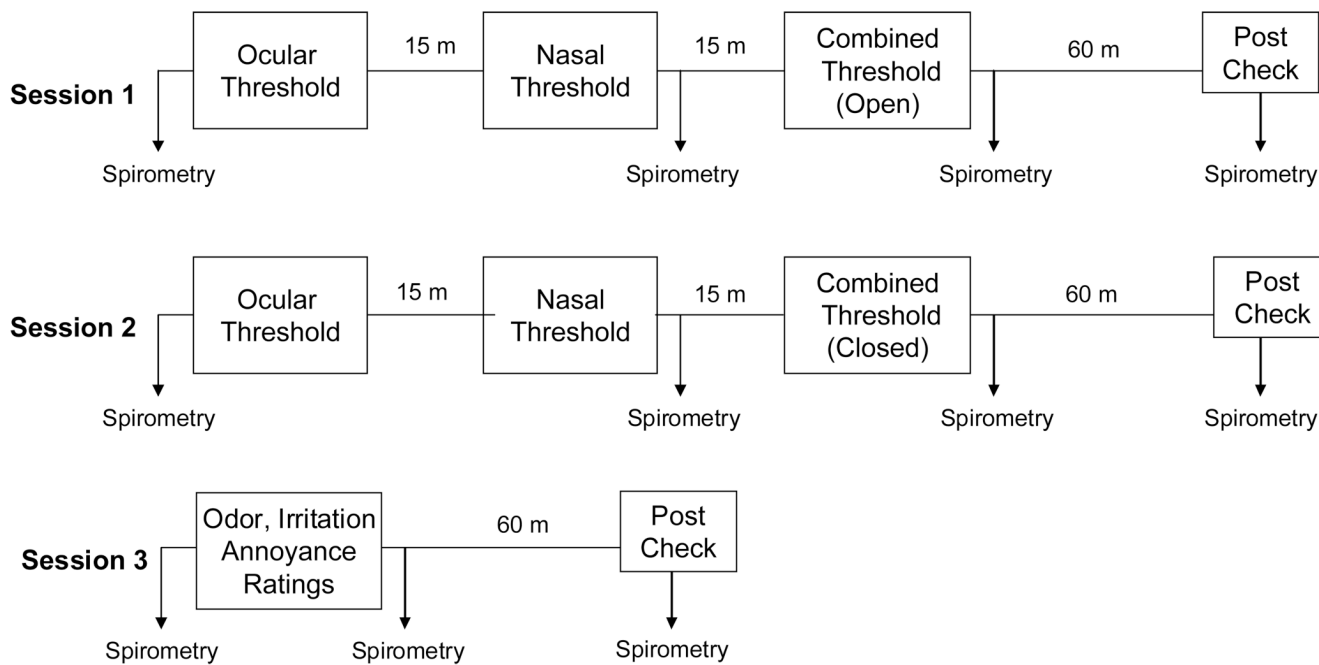 Session 1
Ocular
Threshold
15 m
Nasal
Threshold
15 m
Combined
Threshold
(Open)
60 m
Post
Check
Spirometry
Spirometry
Spirometry
Spirometry
Session 2
Ocular
Threshold
15 m
Nasal
Threshold
15 m
Combined
Threshold
(Closed)
60 m
Post
Check
Spirometry
Spirometry
Spirometry
Spirometry
Session 3
Odor, Irritation
Annoyance
Ratings
60 m
Post
Check
Spirometry
Spirometry
Spirometry